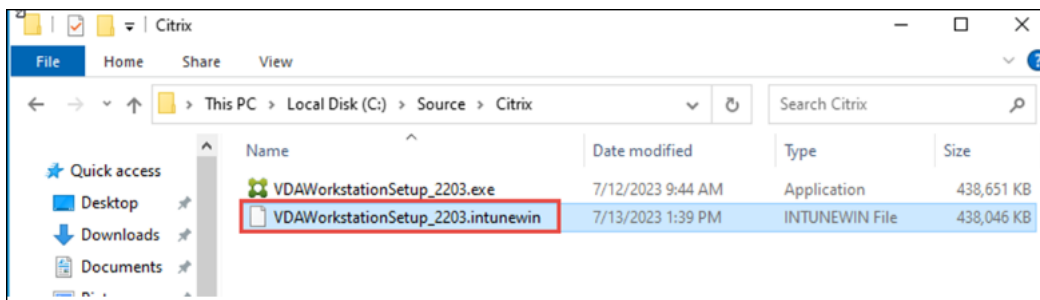 Citrix
File Home Share View
This PC > Local Disk (C:) > Source > Citrix
Search Citrix
Name Date modified Type Size
Quick access
VDAWorkstationSetup_2203.exe 7/12/2023 9:44 AM Application 438,651 KB
Desktop
VDAWorkstationSetup_2203.intunewin 7/13/2023 1:39 PM INTUNEWIN File 438,046 KB
Downloads
Documents